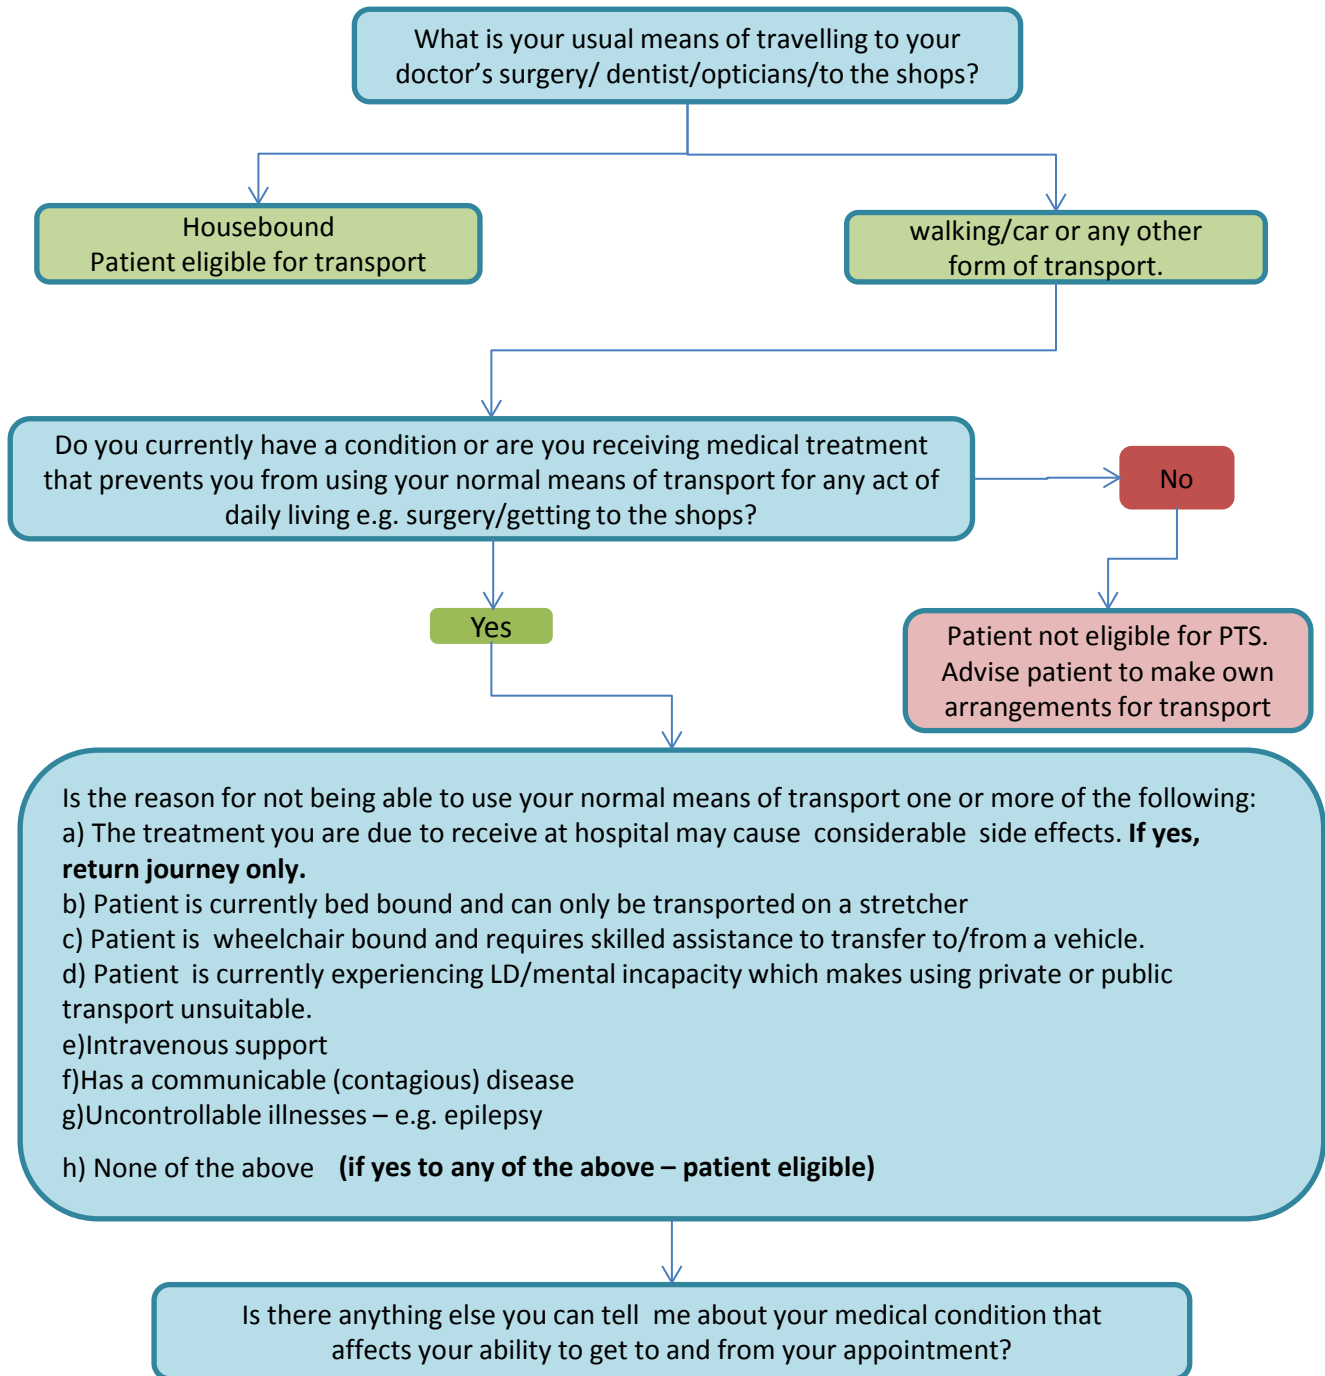 What is your usual means of travelling to your
doctor’s surgery/ dentist/opticians/to the shops?
Housebound
Patient eligible for transport
walking/car or any other
form of transport.
Do you currently have a condition or are you receiving medical treatment
that prevents you from using your normal means of transport for any act of
daily living e.g. surgery/getting to the shops?
No
Yes
Patient not eligible for PTS.
Advise patient to make own
arrangements for transport
Is the reason for not being able to use your normal means of transport one or more of the following:
a) The treatment you are due to receive at hospital may cause  considerable  side effects. If yes,
return journey only.
b) Patient is currently bed bound and can only be transported on a stretcher
c) Patient is  wheelchair bound and requires skilled assistance to transfer to/from a vehicle.
d) Patient  is currently experiencing LD/mental incapacity which makes using private or public
transport unsuitable.
e)Intravenous support
f)Has a communicable (contagious) disease
g)Uncontrollable illnesses – e.g. epilepsy
h) None of the above   (if yes to any of the above – patient eligible)
Is there anything else you can tell  me about your medical condition that
affects your ability to get to and from your appointment?